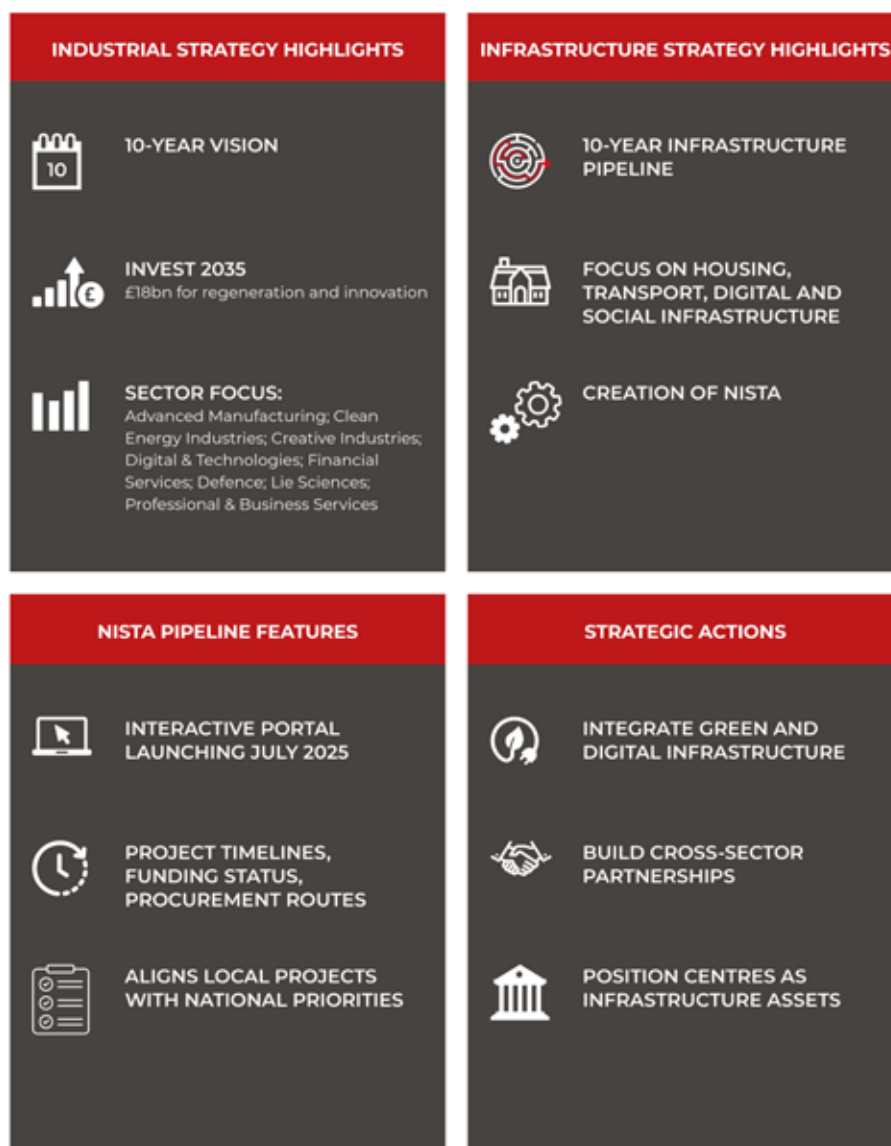 INDUSTRIAL STRATEGY HIGHLIGHTS
10
10-YEAR VISION
INVEST 2035
£
£18bn for regeneration and innovation
SECTOR FOCUS:
Advanced Manufacturing; Clean
Energy Industries; Creative Industries;
Digital & Technologies; Financial
Services; Defence; Lie Sciences;
Professional & Business Services
INFRASTRUCTURE STRATEGY HIGHLIGHTS
10-YEAR INFRASTRUCTURE
PIPELINE
FOCUS ON HOUSING,
TRANSPORT, DIGITAL AND
SOCIAL INFRASTRUCTURE
CREATION OF NISTA
NISTA PIPELINE FEATURES
INTERACTIVE PORTAL
LAUNCHING JULY 2025
PROJECT TIMELINES,
FUNDING STATUS,
PROCUREMENT ROUTES
ALIGNS LOCAL PROJECTS
WITH NATIONAL PRIORITIES
STRATEGIC ACTIONS
INTEGRATE GREEN AND
DIGITAL INFRASTRUCTURE
BUILD CROSS-SECTOR
PARTNERSHIPS
POSITION CENTRES AS
INFRASTRUCTURE ASSETS